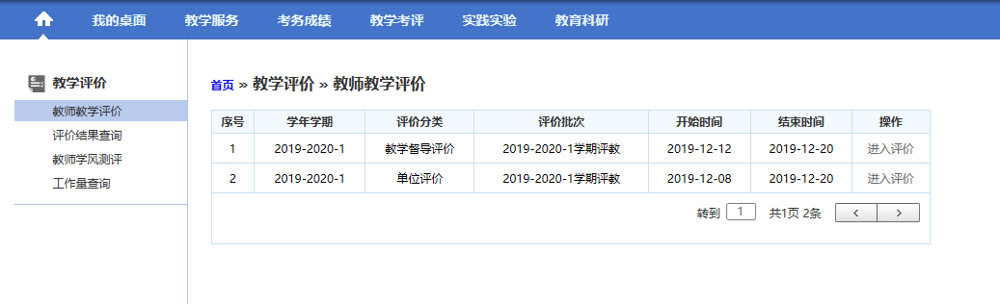 我的桌面 教学服务 考务成绩 教学考评 实践实验 教育科研
教学评价
教师教学评价
评价结果查询
教师学风测评
工作量查询
首页 » 教学评价 » 教师教学评价
序号 学年学期 评价分类 评价批次 开始时间 结束时间 操作
1 2019-2020-1 教学督导评价 2019-2020-1学期评教 2019-12-12 2019-12-20 进入评价
2 2019-2020-1 单位评价 2019-2020-1学期评教 2019-12-08 2019-12-20 进入评价
转到 1 共1页 2条 < >